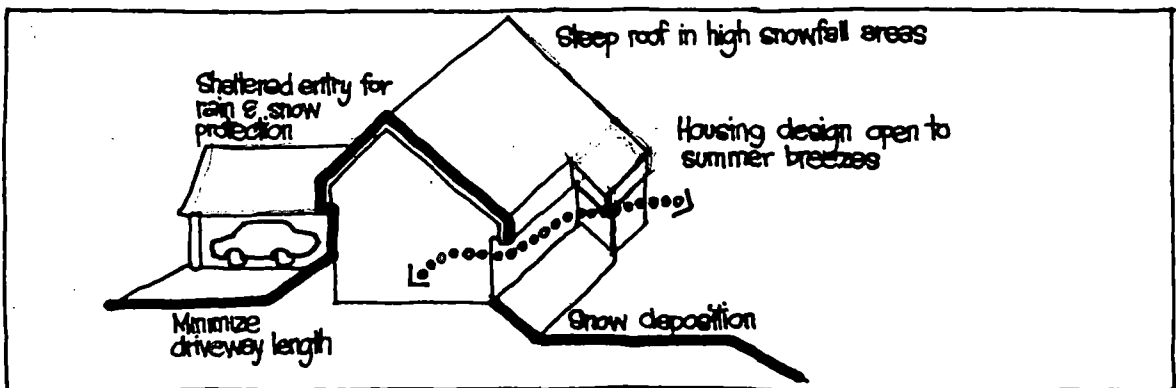 Steep roof in high snowfall areas
Sheltered entry for
rain & snow
protection
Housing design open to
summer breezes
Minimize
driveway length
Snow deposition